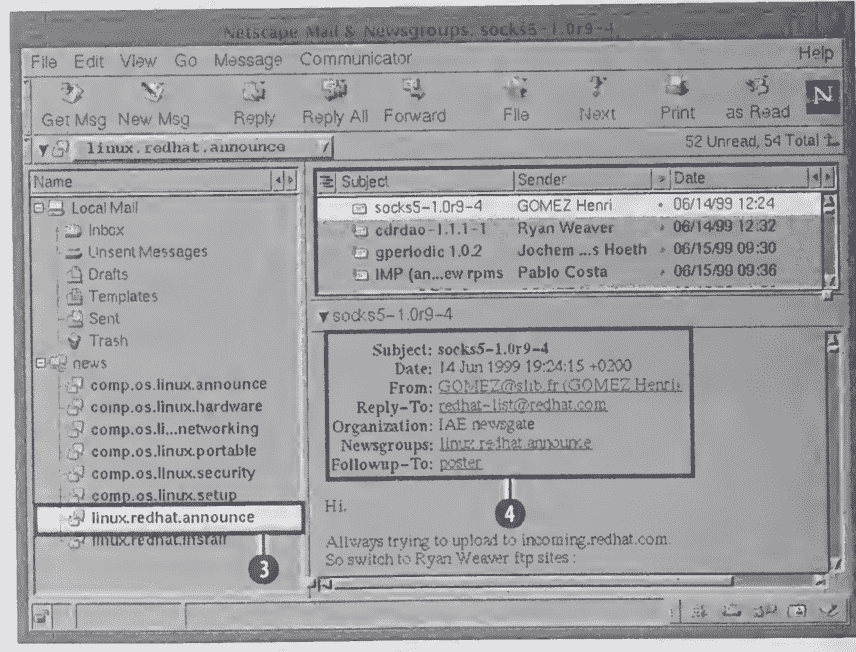 Netscape Mail & Newsgroups: socks5-1.0r9-4
File Edit View Go Message Communicator Help
Get Msg New Msg Reply Reply All Forward File Next Print as Read N
linux.redhat.announce 52 Unread, 54 Total
Name
Local Mail
Inbox
Unsent Messages
Drafts
Templates
Sent
Trash
news
comp.os.linux.announce
comp.os.linux.hardware
comp.os.li...networking
comp.os.linux.portable
comp.os.linux.security
comp.os.linux.setup
linux.redhat.announce
linux.redhat.install
3
Subject Sender Date
socks5-1.0r9-4 GOMEZ Henri 06/14/99 12:24
cdrdao-1.1.1-1 Ryan Weaver 06/14/99 12:32
gperiodic 1.0.2 Jochem ...s Hoeth 06/15/99 09:30
IMP (an...ew rpms Pablo Costa 06/15/99 09:36
socks5-1.0r9-4
Subject: socks5-1.0r9-4
Date: 14 Jun 1999 19:24:15 +0200
From: GOMEZ@slib.fr (GOMEZ Henri)
Reply-To: redhat-list@redhat.com
Organization: IAE newsgate
Newsgroups: linux.redhat.announce
Followup-To: poster
4
Hi,
Allways trying to upload to incoming.redhat.com.
So switch to Ryan Weaver ftp sites :